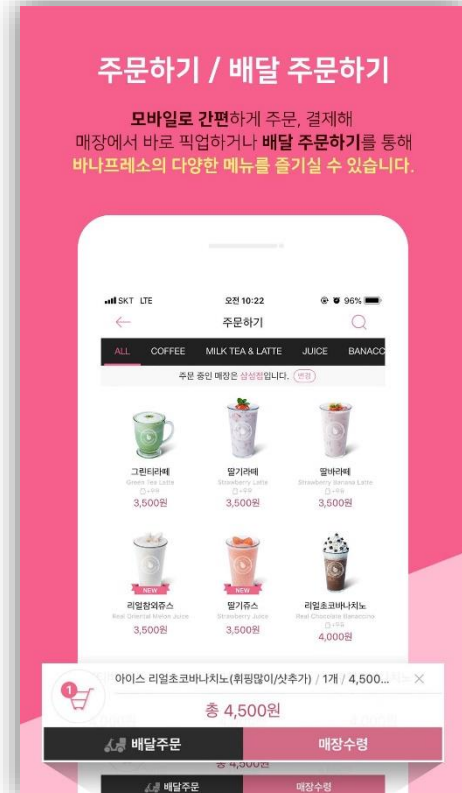 주문하기 / 배달 주문하기
모바일로 간편하게 주문, 결제해
매장에서 바로 픽업하거나 배달 주문하기를 통해
바나프레소의 다양한 메뉴를 즐기실 수 있습니다.
SKT LTE 오전 10:22 96%
주문하기
ALL COFFEE MILK TEA & LATTE JUICE BANACC
주문 중인 매장은 삼성점입니다. 변경
그린티라떼 딸기라떼 딸바라떼
Green Tea Latte Strawberry Latte Strawberry Banana Latte
3,500원 3,500원 3,500원
NEW NEW
리얼참외쥬스 딸기쥬스 리얼초코바나치노
Real Oriental Melon Juice Strawberry Juice Real Chocolate Banaccino
3,500원 3,500원 4,000원
1 아이스 리얼초코바나치노(휘핑많이/샷추가) / 1개 / 4,500...
총 4,500원
배달주문 매장수령
총 4,500원
배달주문 매장수령